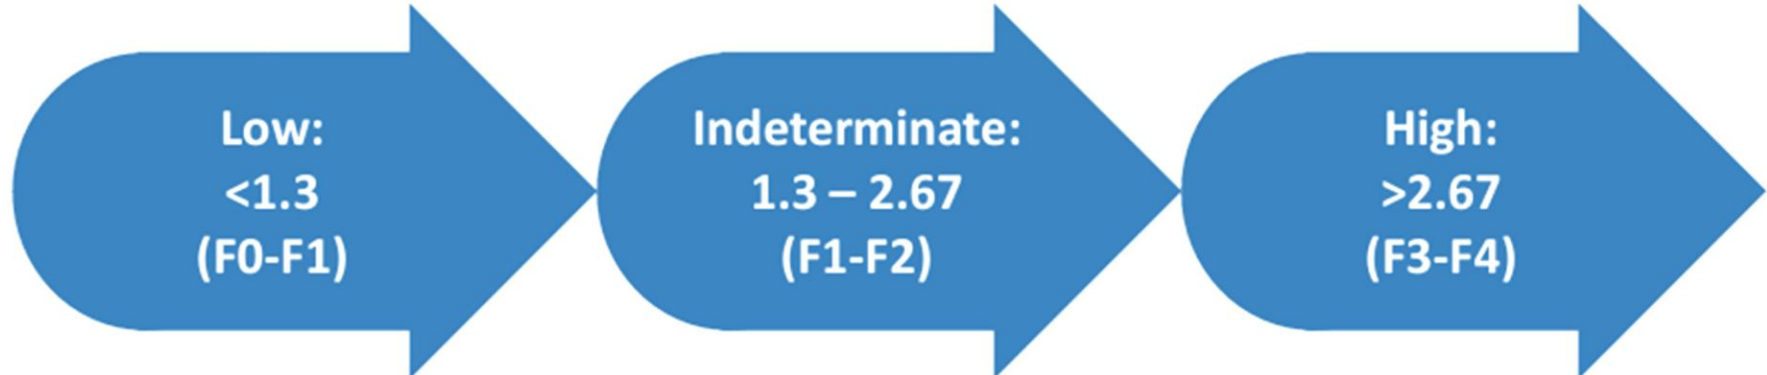 Low:
<1.3
(F0-F1)
Indeterminate:
1.3 – 2.67
(F1-F2)
High:
>2.67
(F3-F4)